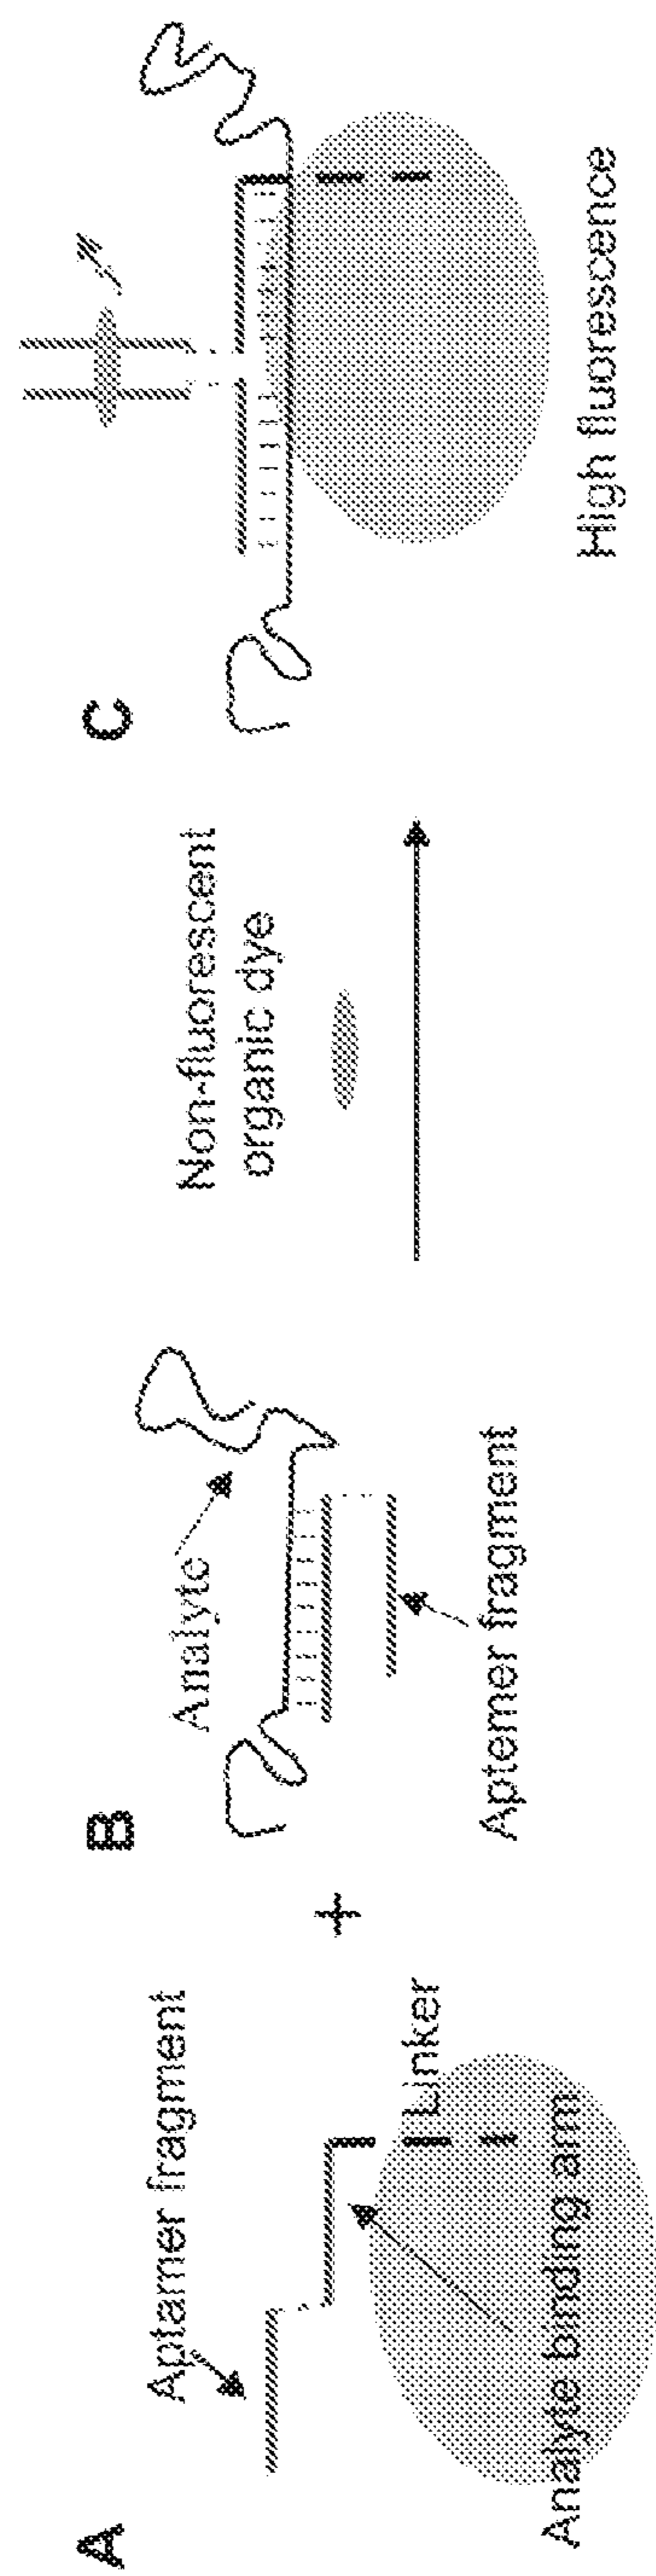 A
Aptamer fragment
Linker
Analyte binding arm
+
B
Analyte
Aptemer fragment
Non-fluorescent
organic dye
C
High fluorescence